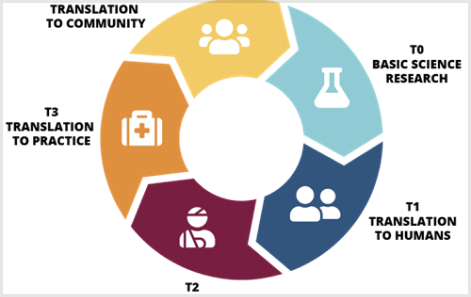 TRANSLATION
TO COMMUNITY
T0
BASIC SCIENCE
RESEARCH
T3
TRANSLATION
TO PRACTICE
T1
TRANSLATION
TO HUMANS
T2